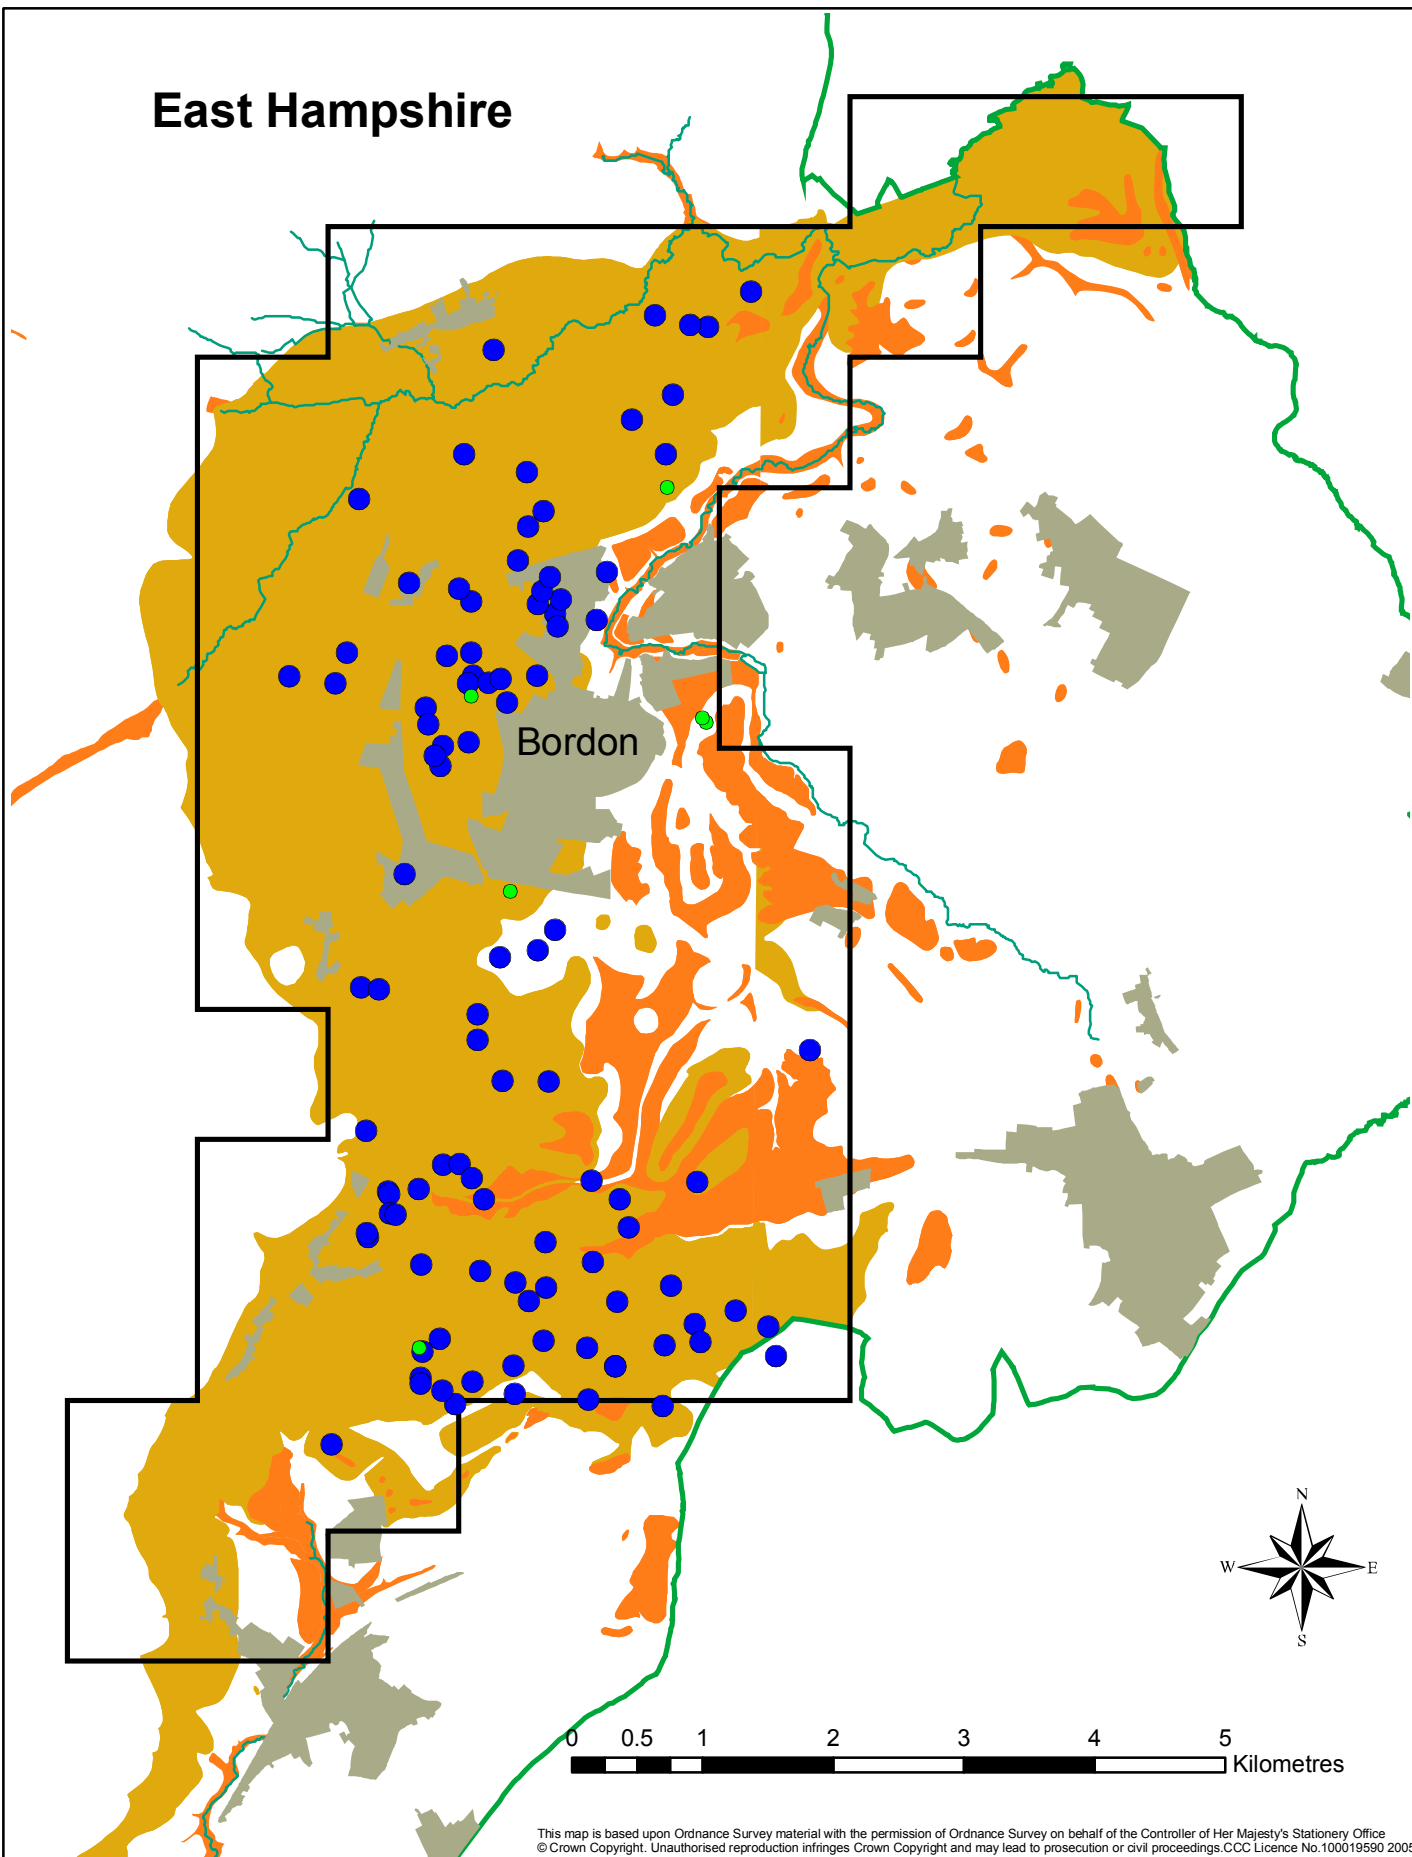 East Hampshire
Bordon
N
W E
S
0 0.5 1 2 3 4 5
Kilometres
This map is based upon Ordnance Survey material with the permission of Ordnance Survey on behalf of the Controller of Her Majesty's Stationery Office
© Crown Copyright. Unauthorised reproduction infringes Crown Copyright and may lead to prosecution or civil proceedings.CCC Licence No.100019590 2005